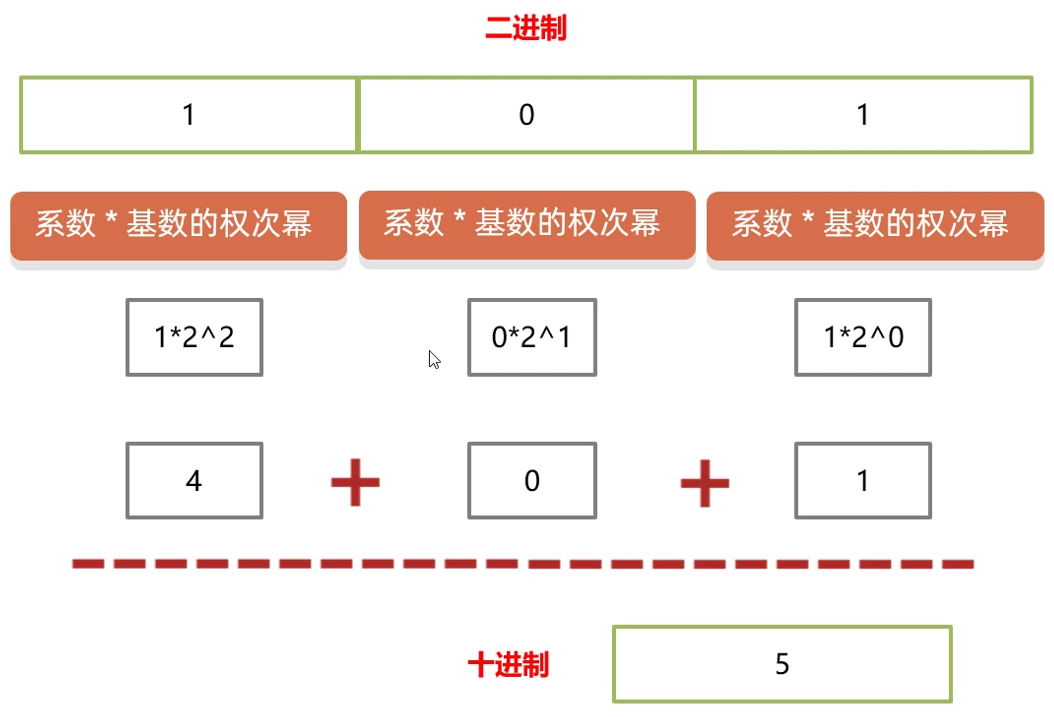 二进制
1 0 1
系数 * 基数的权次幂 系数 * 基数的权次幂 系数 * 基数的权次幂
1*2^2 0*2^1 1*2^0
4 + 0 + 1
十进制 5